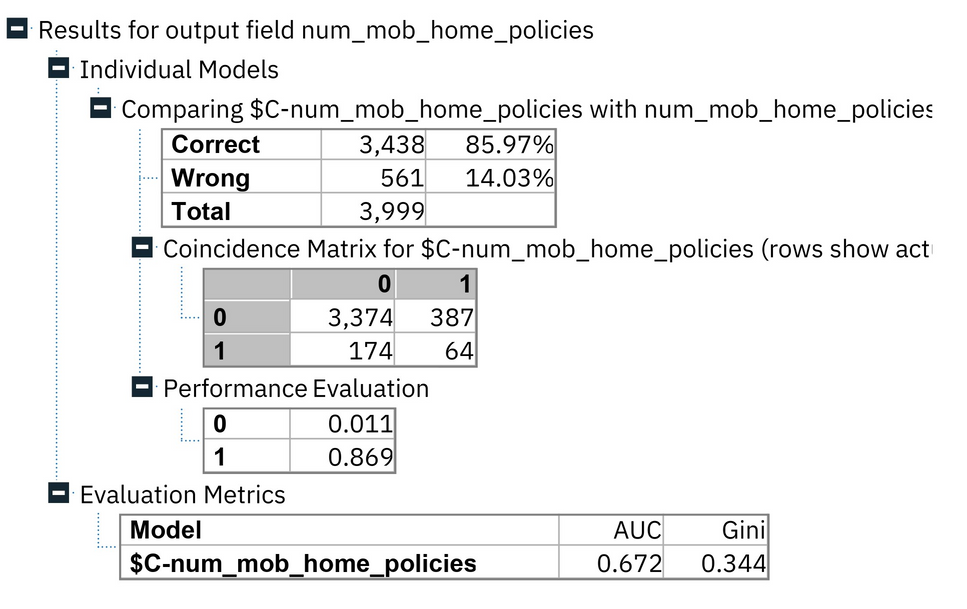 Results for output field num_mob_home_policies
Individual Models
Comparing $C-num_mob_home_policies with num_mob_home_policies
Correct 3,438 85.97%
Wrong 561 14.03%
Total 3,999
Coincidence Matrix for $C-num_mob_home_policies (rows show
0 1
0 3,374 387
1 174 64
Performance Evaluation
0 0.011
1 0.869
Evaluation Metrics
Model AUC Gini
$C-num_mob_home_policies 0.672 0.344